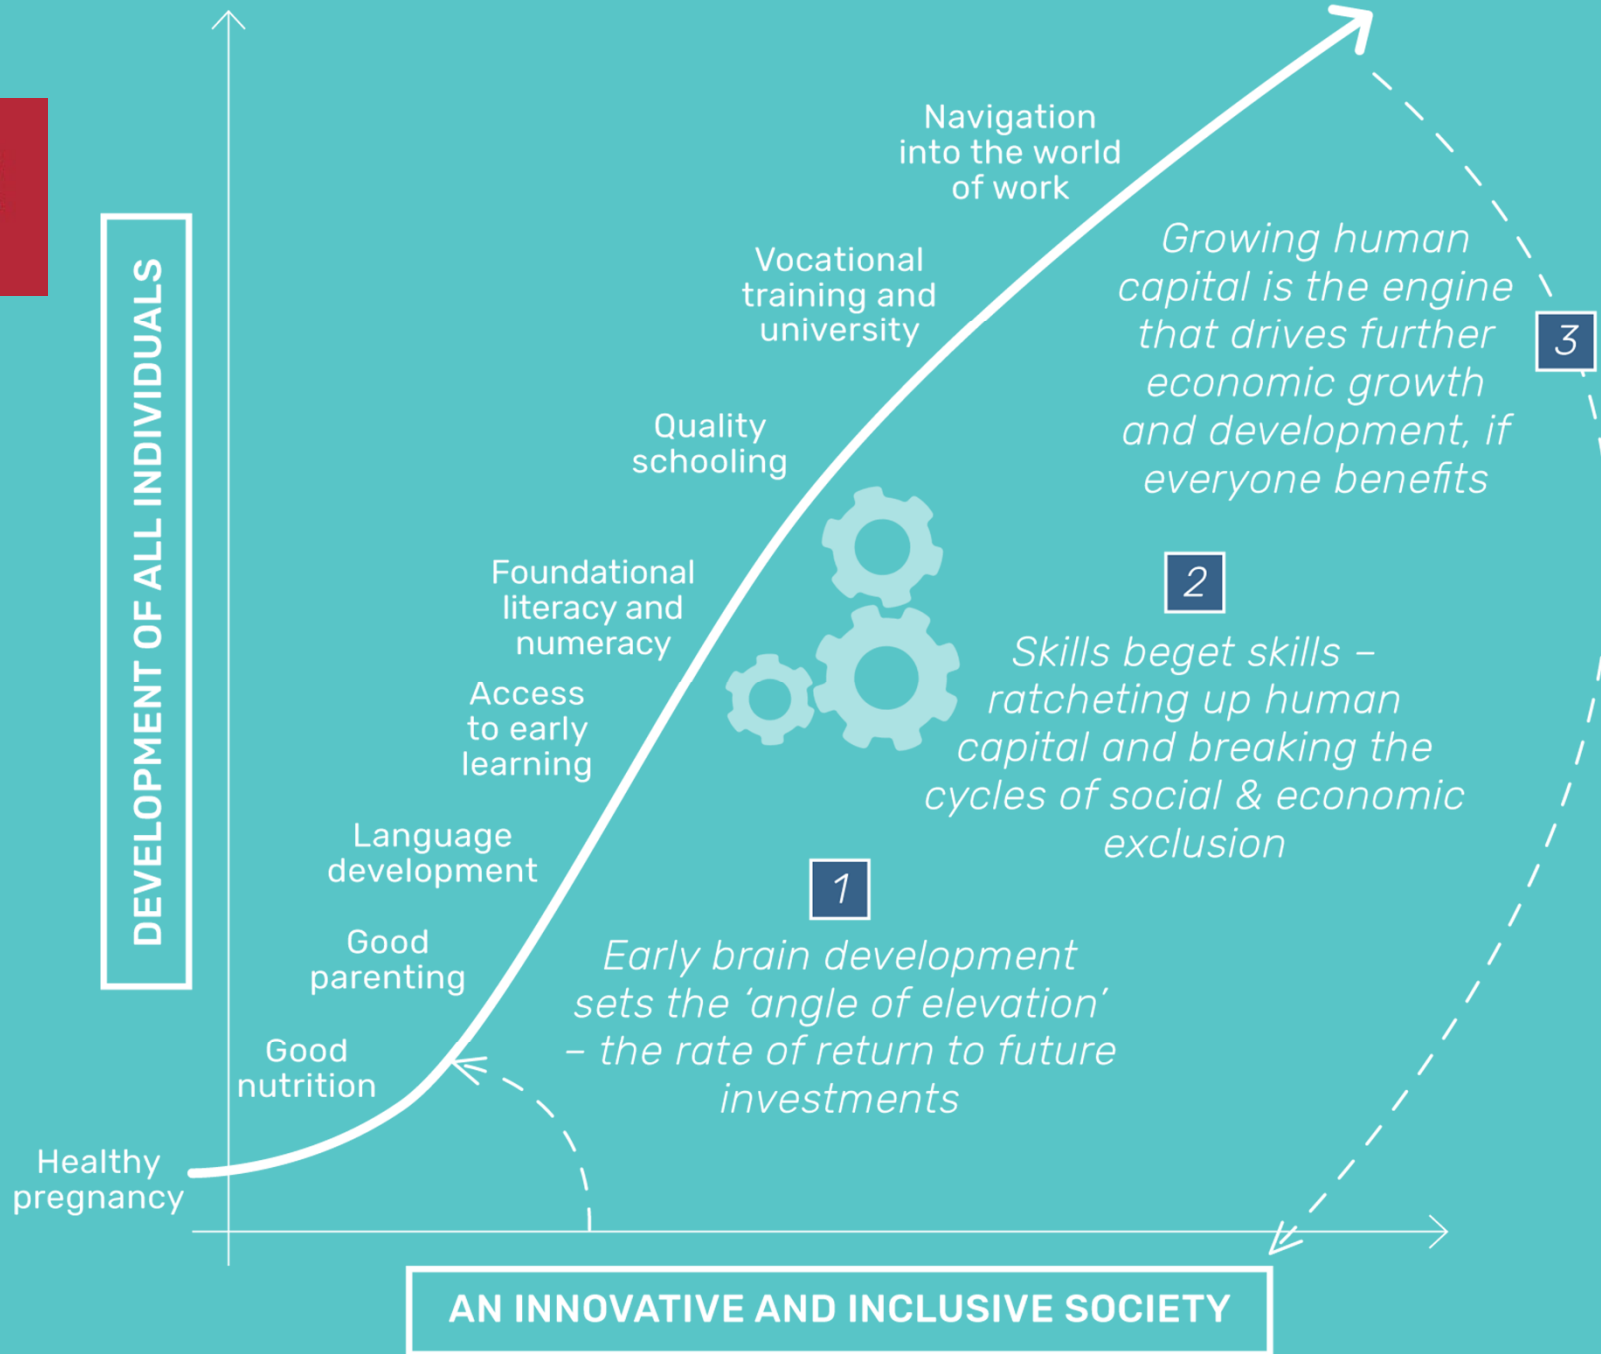 Navigation
into the world
of work
Vocational
training and
university
Quality
schooling
Foundational
literacy and
numeracy
Access
to early
learning
Language
development
Good
parenting
Good
nutrition
Healthy
pregnancy
DEVELOPMENT OF ALL INDIVIDUALS
Growing human
capital is the engine
that drives further
economic growth
and development, if
everyone benefits
3
2
Skills beget skills –
ratcheting up human
capital and breaking the
cycles of social & economic
exclusion
1
Early brain development
sets the ‘angle of elevation’
– the rate of return to future
investments
AN INNOVATIVE AND INCLUSIVE SOCIETY